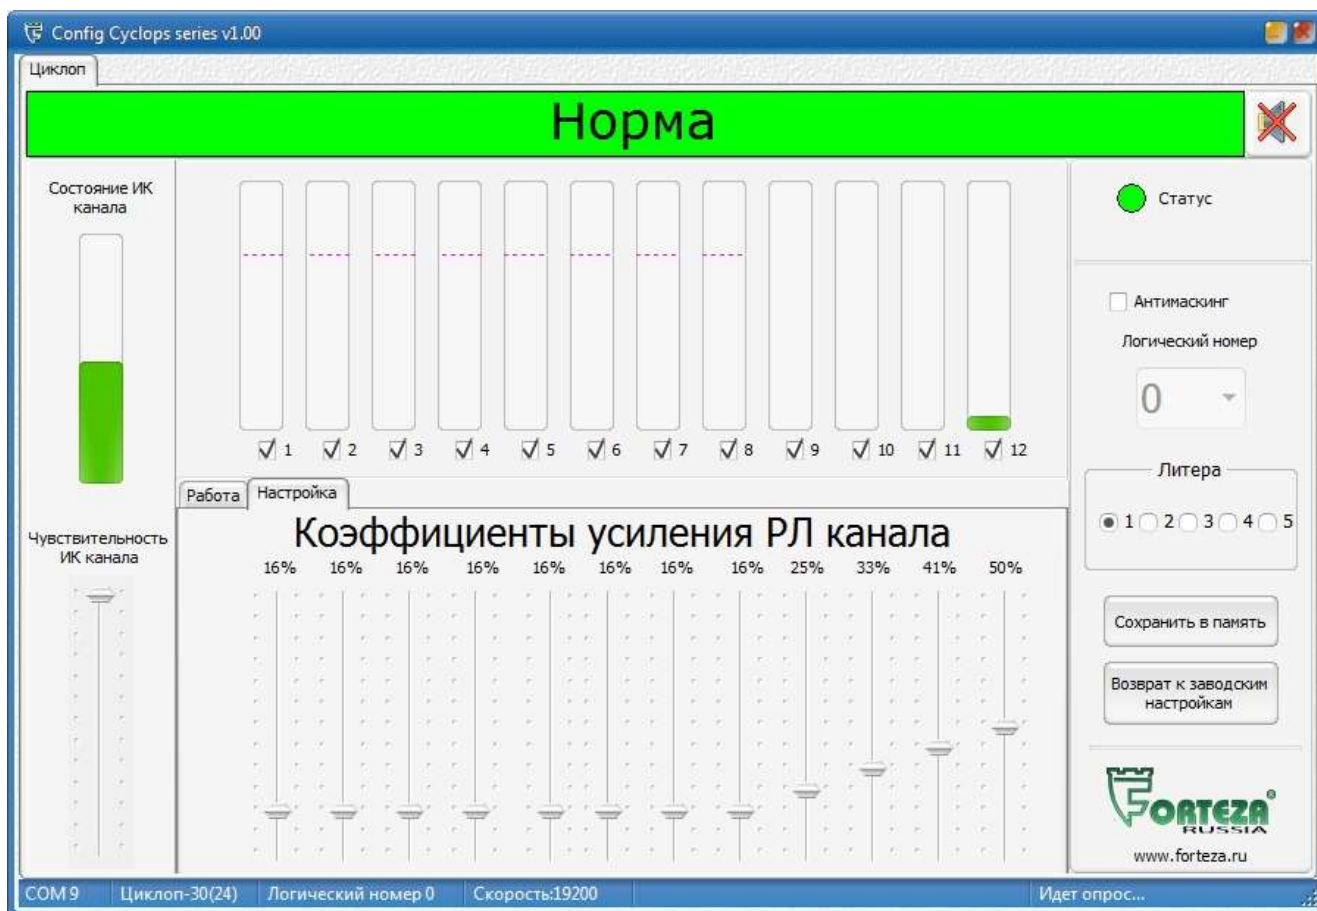 Config Cyclops series v1.00
Циклоп
Норма
Состояние ИК
канала
Статус
Антимаскинг
Логический номер
0
1 2 3 4 5 6 7 8 9 10 11 12
Литера
1 2 3 4 5
Работа Настройка
Чувствительность
ИК канала
Коэффициенты усиления РЛ канала
16% 16% 16% 16% 16% 16% 16% 16% 25% 33% 41% 50%
Сохранить в память
Возврат к заводским
настройкам
FORTEZA®
RUSSIA
www.forteza.ru
COM 9 Циклоп-30(24) Логический номер 0 Скорость:19200 Идет опрос...